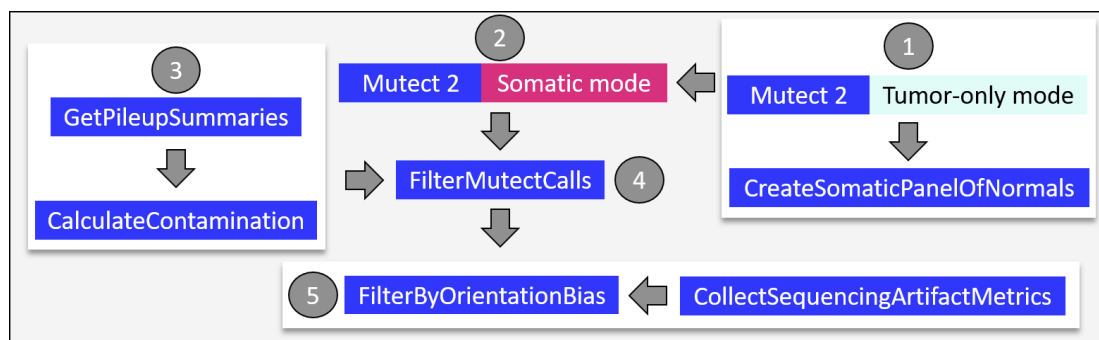 2
1
3
Mutect 2 Somatic mode
Mutect 2 Tumor-only mode
GetPileupSummaries
FilterMutectCalls 4
CreateSomaticPanelOfNormals
CalculateContamination
5 FilterByOrientationBias
CollectSequencingArtifactMetrics